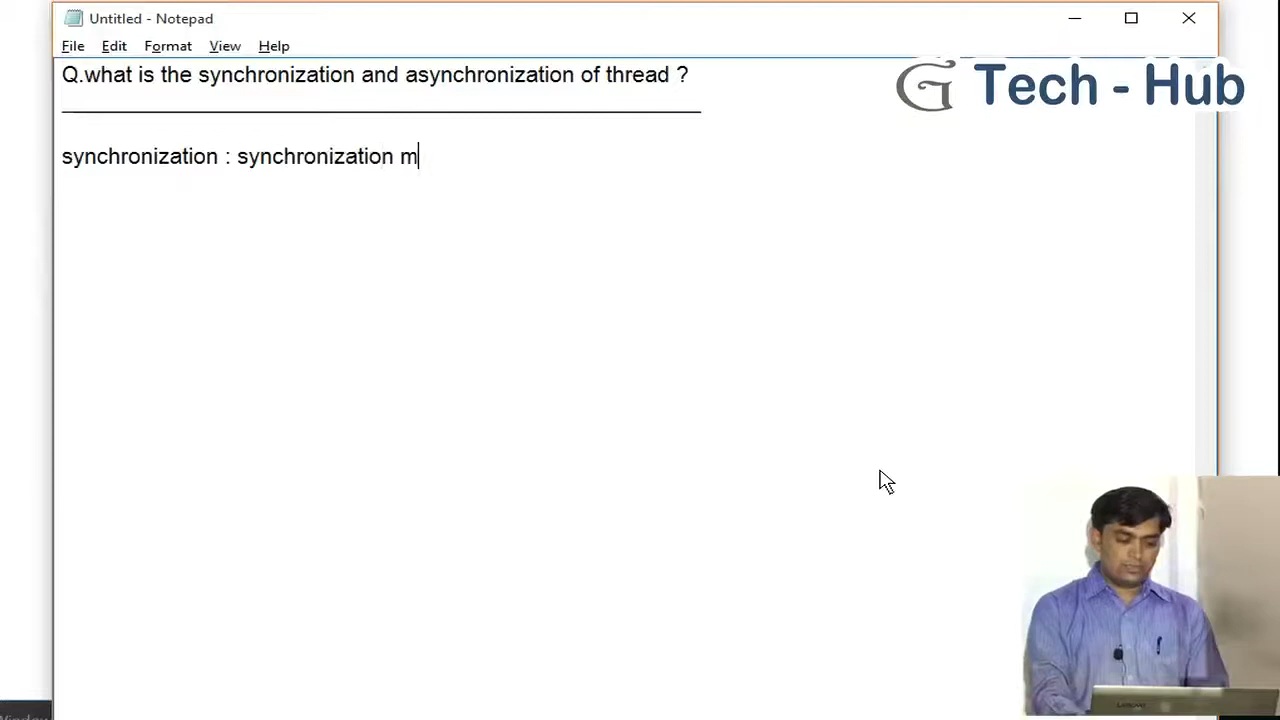 Untitled - Notepad
File Edit Format View Help
Q.what is the synchronization and asynchronization of thread ?
G Tech - Hub
synchronization : synchronization m